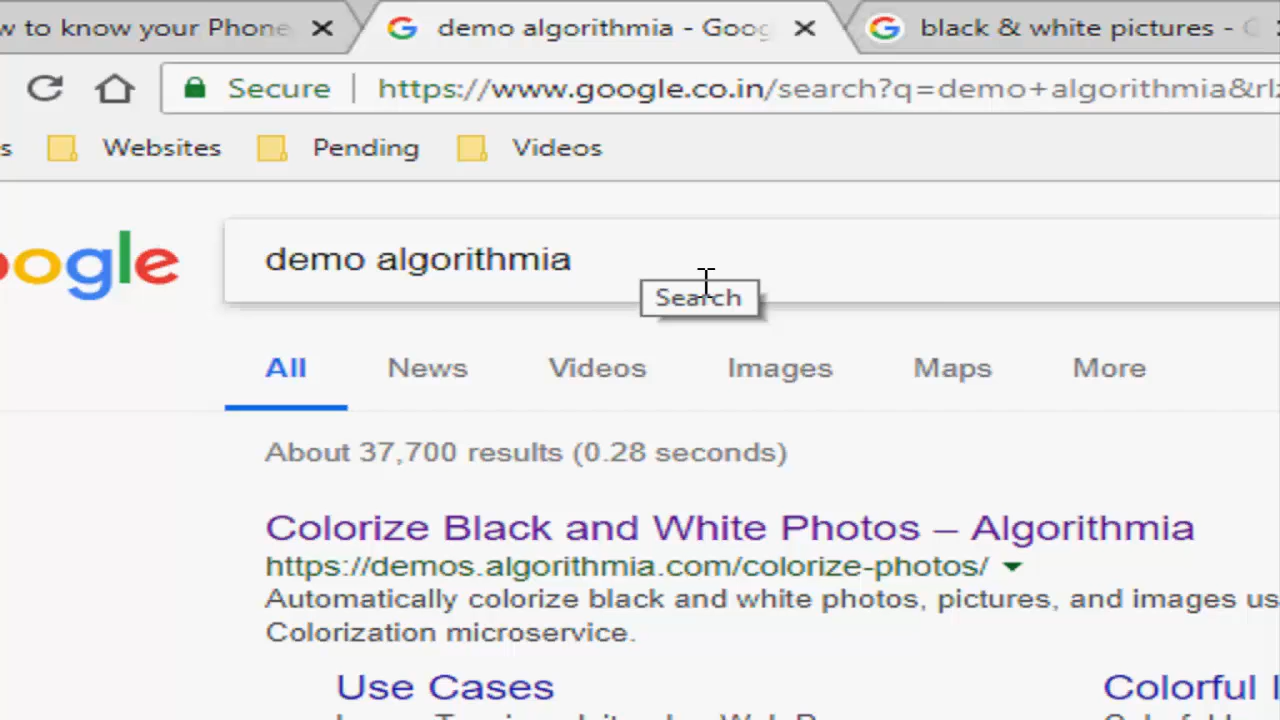 w to know your Phone
demo algorithmia - Goog
black & white pictures -
Secure
https://www.google.co.in/search?q=demo+algorithmia&rlz
s
Websites
Pending
Videos
oogle
demo algorithmia
Search
All
News
Videos
Images
Maps
More
About 37,700 results (0.28 seconds)
Colorize Black and White Photos – Algorithmia
https://demos.algorithmia.com/colorize-photos/
Automatically colorize black and white photos, pictures, and images us
Colorization microservice.
Use Cases
Colorful